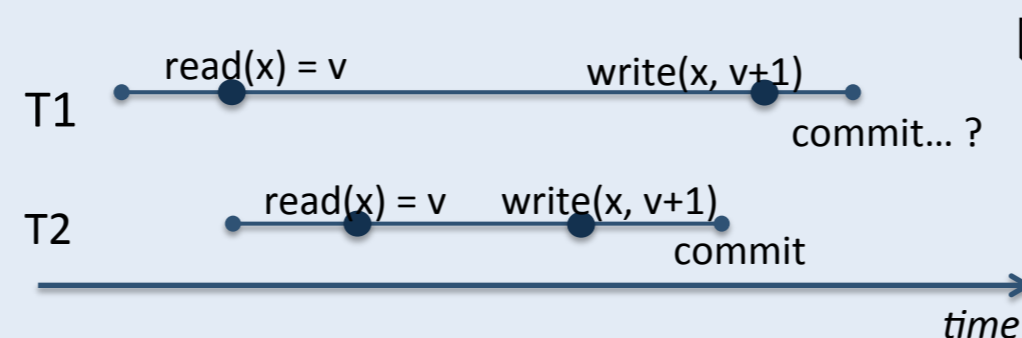 read(x) = v
write(x, v+1)
T1
commit... ?
read(x) = v
write(x, v+1)
T2
commit
time